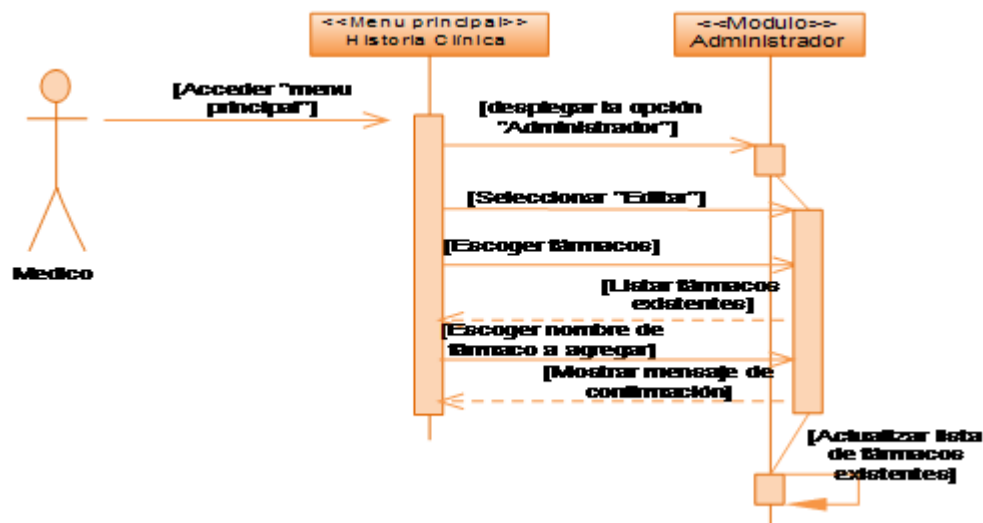 <<Menu principal>>
Historia Clínica
<<Modulo>>
Administrador
[Acceder "menu
principal"]
[desplegar la opción
"Administrador"]
[Seleccionar "Editar"]
[Escoger fármacos]
Medico
[Listar fármacos
existentes]
[Escoger nombre de
fármaco a agregar]
[Mostrar mensaje de
confirmación]
[Actualizar lista
de fármacos
existentes]